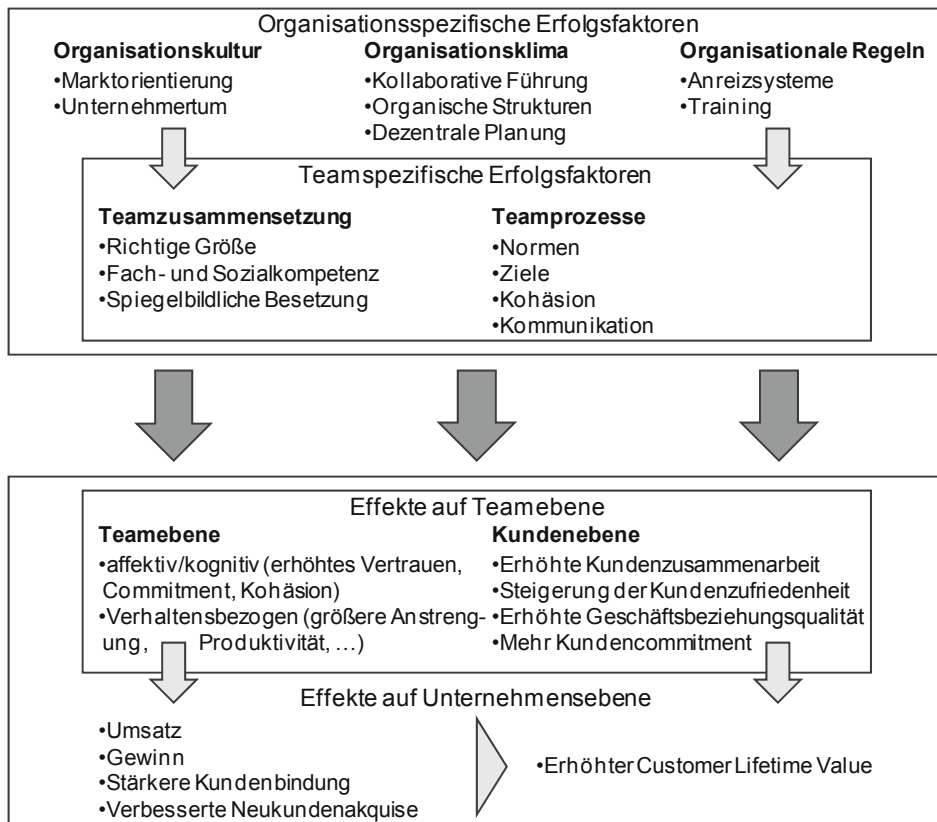 Organisationsspezifische Erfolgsfaktoren
Organisationskultur
•Marktorientierung
•Unternehmertum
Organisationsklima
•Kollaborative Führung
•Organische Strukturen
•Dezentrale Planung
Organisationale Regeln
•Anreizsysteme
•Training
Teamspezifische Erfolgsfaktoren
Teamzusammensetzung
•Richtige Größe
•Fach- und Sozialkompetenz
•Spiegelbildliche Besetzung
Teamprozesse
•Normen
•Ziele
•Kohäsion
•Kommunikation
Effekte auf Teamebene
Teamebene
•affektiv/kognitiv (erhöhtes Vertrauen,
Commitment, Kohäsion)
•Verhaltensbezogen (größere Anstreng-
ung, Produktivität, …)
Kundenebene
•Erhöhte Kundenzusammenarbeit
•Steigerung der Kundenzufriedenheit
•Erhöhte Geschäftsbeziehungsqualität
•Mehr Kundencommitment
Effekte auf Unternehmensebene
•Umsatz
•Gewinn
•Stärkere Kundenbindung
•Verbesserte Neukundenakquise
•Erhöhter Customer Lifetime Value